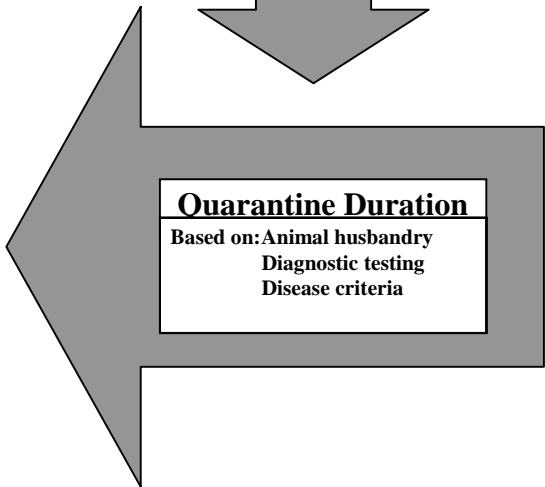 Quarantine Duration
Based on: Animal husbandry
Diagnostic testing
Disease criteria